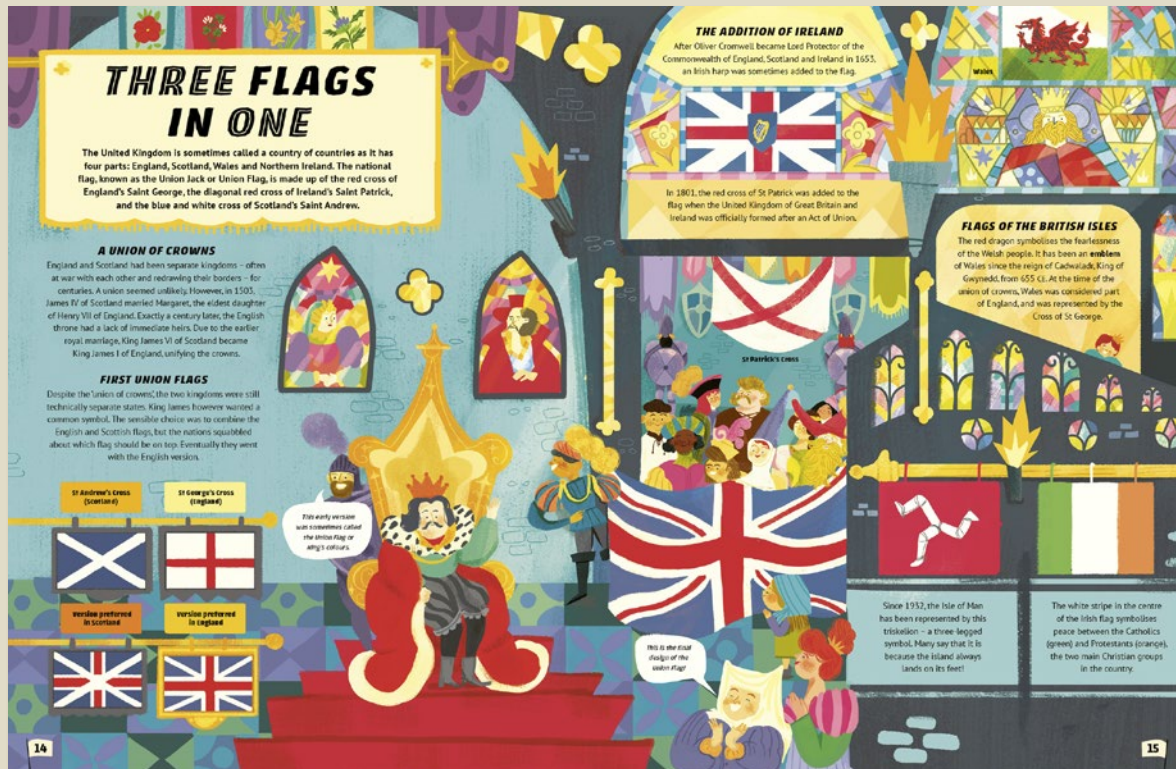 THREE FLAGS
IN ONE
The United Kingdom is sometimes called a country of countries as it has
four parts: England, Scotland, Wales and Northern Ireland. The national
flag, known as the Union Jack or Union Flag, is made up of the red cross of
England's Saint George, the diagonal red cross of Ireland's Saint Patrick,
and the blue and white cross of Scotland's Saint Andrew.
A UNION OF CROWNS
England and Scotland had been separate kingdoms – often
at war with each other and redrawing their borders – for
centuries. A union seemed unlikely. However, in 1503,
James IV of Scotland married Margaret, the eldest daughter
of Henry VII of England. Exactly a century later, the English
throne had a lack of immediate heirs. Due to the earlier
royal marriage, King James VI of Scotland became
King James I of England, unifying the crowns.
FIRST UNION FLAGS
Despite the 'union of crowns', the two kingdoms were still
technically separate states. King James however wanted a
common symbol. The sensible choice was to combine the
English and Scottish flags, but the nations squabbled
about which flag should be on top. Eventually they went
with the English version.
St Andrew's Cross
(Scotland)
St George's Cross
(England)
Version preferred
in Scotland
Version preferred
in England
This early version
was sometimes called
the Union Flag or
king's colours.
14
THE ADDITION OF IRELAND
After Oliver Cromwell became Lord Protector of the
Commonwealth of England, Scotland and Ireland in 1653,
an Irish harp was sometimes added to the flag.
In 1801, the red cross of St Patrick was added to the
flag when the United Kingdom of Great Britain and
Ireland was officially formed after an Act of Union.
St Patrick's Cross
This is the final
design of the
Union Flag!
Wales
FLAGS OF THE BRITISH ISLES
The red dragon symbolises the fearlessness
of the Welsh people. It has been an emblem
of Wales since the reign of Cadwaladr, King of
Gwynedd, from 655 CE. At the time of the
union of crowns, Wales was considered part
of England, and was represented by the
Cross of St George.
Since 1932, the Isle of Man
has been represented by this
triskelion – a three-legged
symbol. Many say that it is
because the island always
lands on its feet!
The white stripe in the centre
of the Irish flag symbolises
peace between the Catholics
(green) and Protestants (orange),
the two main Christian groups
in the country.
15